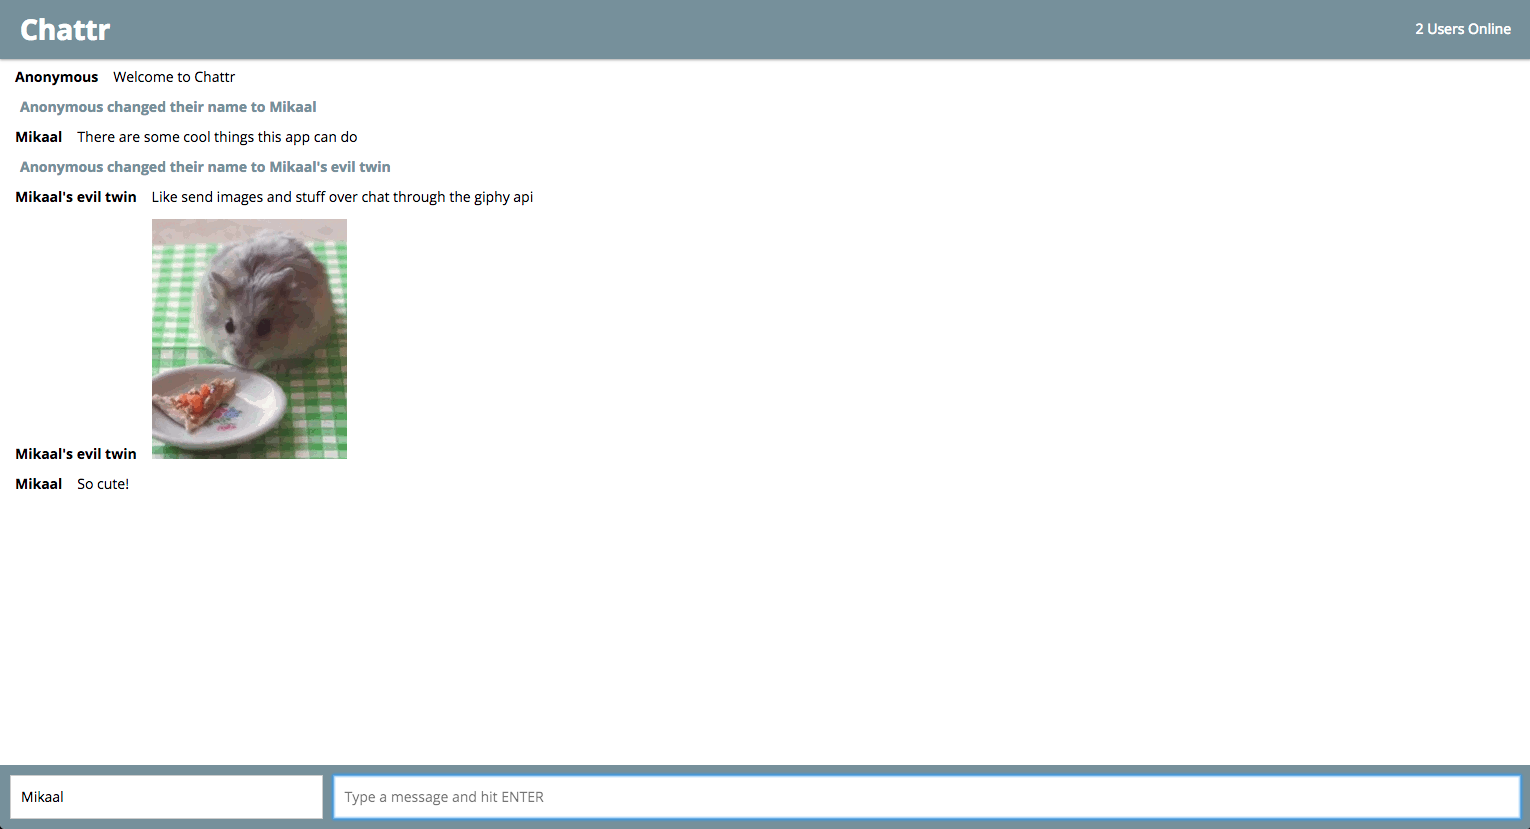 Chattr
2 Users Online
Anonymous Welcome to Chattr
Anonymous changed their name to Mikaal
Mikaal There are some cool things this app can do
Anonymous changed their name to Mikaal's evil twin
Mikaal's evil twin Like send images and stuff over chat through the giphy api
Mikaal's evil twin
Mikaal So cute!
Mikaal
Type a message and hit ENTER